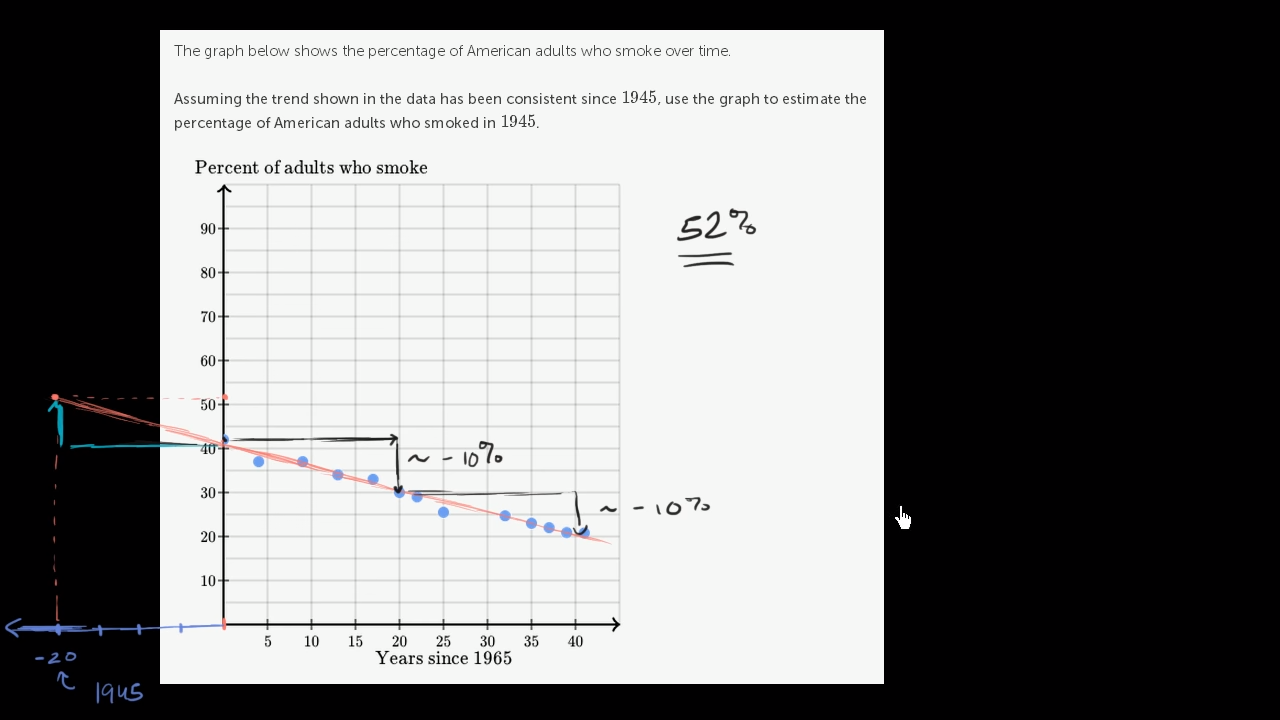 The graph below shows the percentage of American adults who smoke over time.
Assuming the trend shown in the data has been consistent since 1945, use the graph to estimate the
percentage of American adults who smoked in 1945.
Percent of adults who smoke
90
80
70
60
50
40
30
20
10
52%
~ - 10%
~ - 10%
5 10 15 20 25 30 35 40
Years since 1965
-20
1945